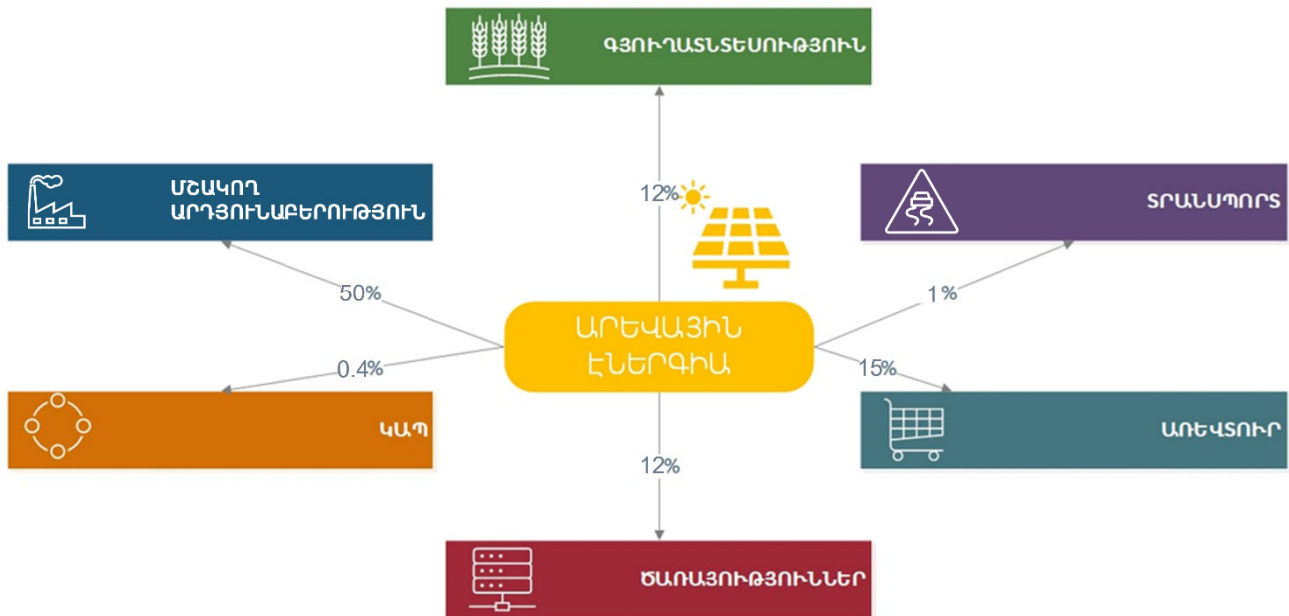 ԳՅՈՒՂԱՏՆՏԵՍՈՒԹՅՈՒՆ
ՄՇԱԿՈՂ
ԱՐԴՅՈՒՆԱԲԵՐՈՒԹՅՈՒՆ
12%
ՏՐԱՆՍՊՈՐՏ
50%
1%
ԱՐԵՎԱՅԻՆ
ԷՆԵՐԳԻԱ
0.4%
15%
ԿԱՊ
ԱՌԵՎՏՈՒՐ
12%
ԾԱՌԱՅՈՒԹՅՈՒՆՆԵՐ